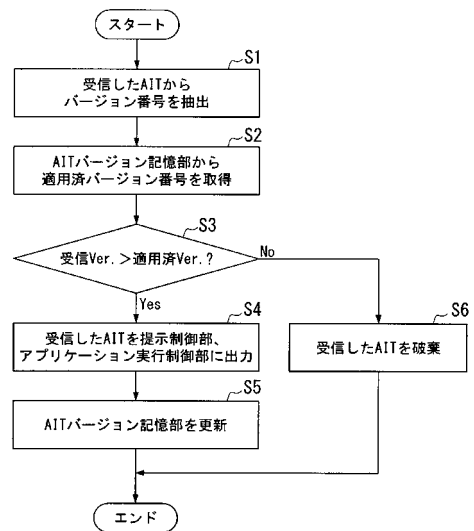 スタート
S1
受信したAITから
バージョン番号を抽出
S2
AITバージョン記憶部から
適用済バージョン番号を取得
S3
受信Ver.＞適用済Ver.?
No
Yes
S4
受信したAITを提示制御部、
アプリケーション実行制御部に出力
S6
受信したAITを破棄
S5
AITバージョン記憶部を更新
エンド